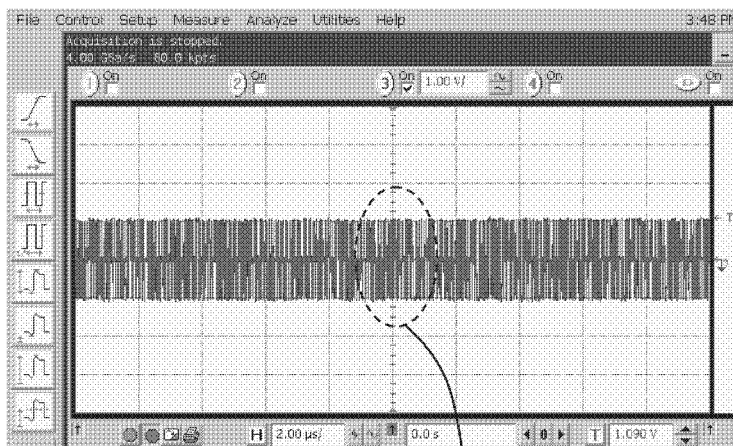 File Control Setup Measure Analyze Utilities Help 3:48 PM
Acquisition is stopped.
4.00 GSa/s 80.0 kpts
1 On 2 On 3 On 1.00 V/ 4 On On
T
H 2.00 µs/ 0.0 s 0 T 1.090 V